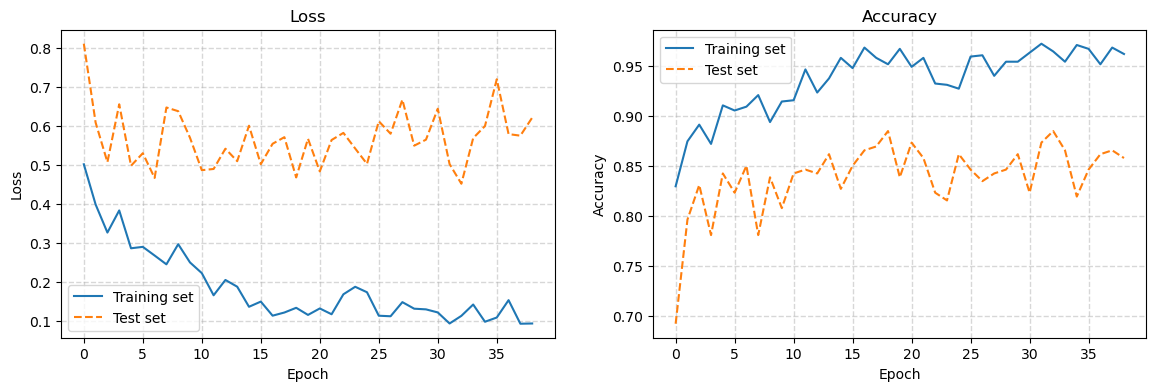 Loss
0.8
0.7
0.6
0.5
0.4
0.3
0.2
0.1
Loss
Training set
Test set
0 5 10 15 20 25 30 35
Epoch
Accuracy
Training set
Test set
0.95
0.90
0.85
0.80
0.75
0.70
Accuracy
0 5 10 15 20 25 30 35
Epoch